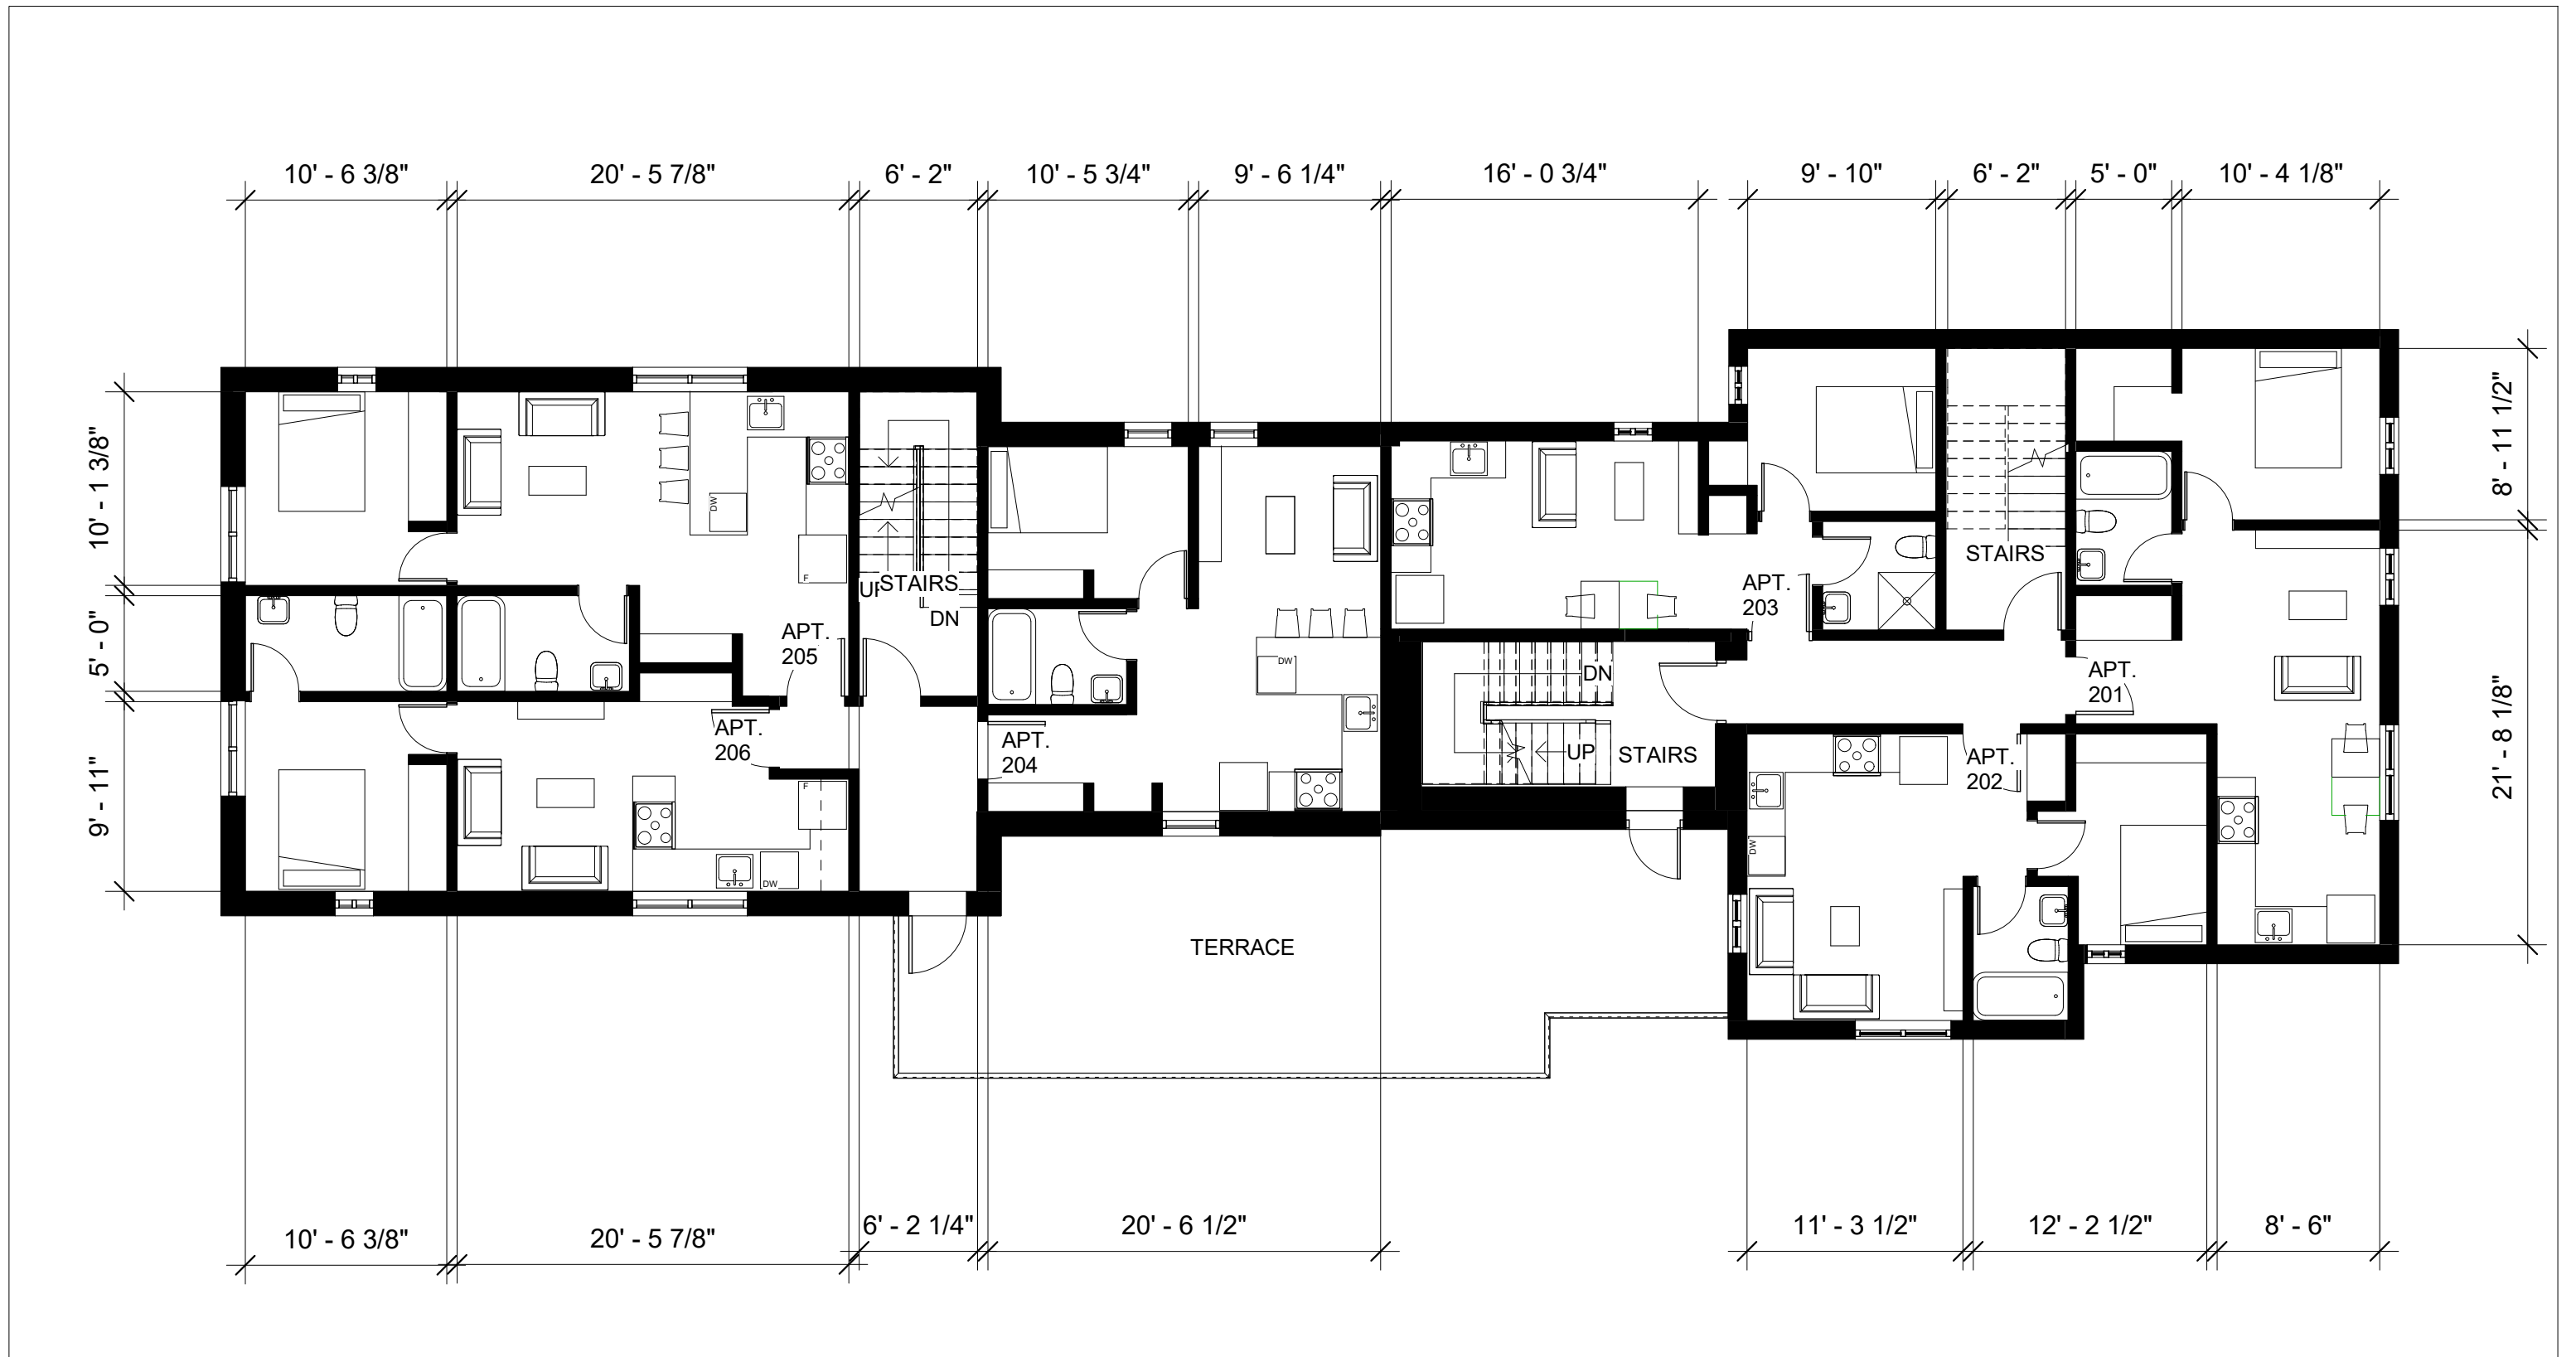 10' - 6 3/8"
20' - 5 7/8"
6' - 2"
10' - 5 3/4"
9' - 6 1/4"
16' - 0 3/4"
9' - 10"
6' - 2"
5' - 0"
10' - 4 1/8"
10' - 1 3/8"
5' - 0"
9' - 11"
8' - 11 1/2"
21' - 8 1/8"
DW
F
STAIRS
UP
DN
APT.
205
APT.
206
F
DW
APT.
204
DW
STAIRS
APT.
203
DN
UP
STAIRS
APT.
201
APT.
202
DW
TERRACE
10' - 6 3/8"
20' - 5 7/8"
6' - 2 1/4"
20' - 6 1/2"
11' - 3 1/2"
12' - 2 1/2"
8' - 6"